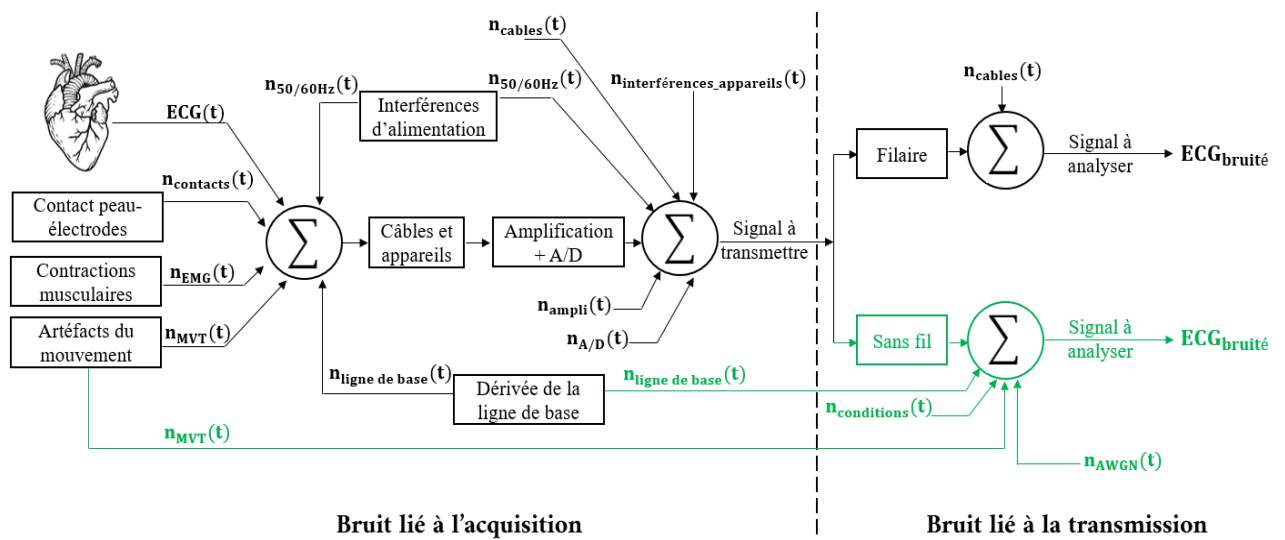 n_cables(t)
n_cables(t)
n_50/60Hz(t)
n_50/60Hz(t)
n_interférences_appareils(t)
ECG(t)
Interférences
d'alimentation
Filaire
Signal à
analyser
ECG_bruité
n_contacts(t)
Contact peau-
électrodes
Σ
Câbles et
appareils
Amplification
+ A/D
Σ
Signal à
transmettre
Σ
Contractions
musculaires
n_EMG(t)
n_ampli(t)
Artéfacts du
mouvement
n_MVT(t)
n_A/D(t)
Sans fil
Σ
Signal à
analyser
ECG_bruité
n_ligne de base(t)
Dérivée de la
ligne de base
n_ligne de base(t)
n_conditions(t)
n_MVT(t)
n_AWGN(t)
Bruit lié à l'acquisition
Bruit lié à la transmission